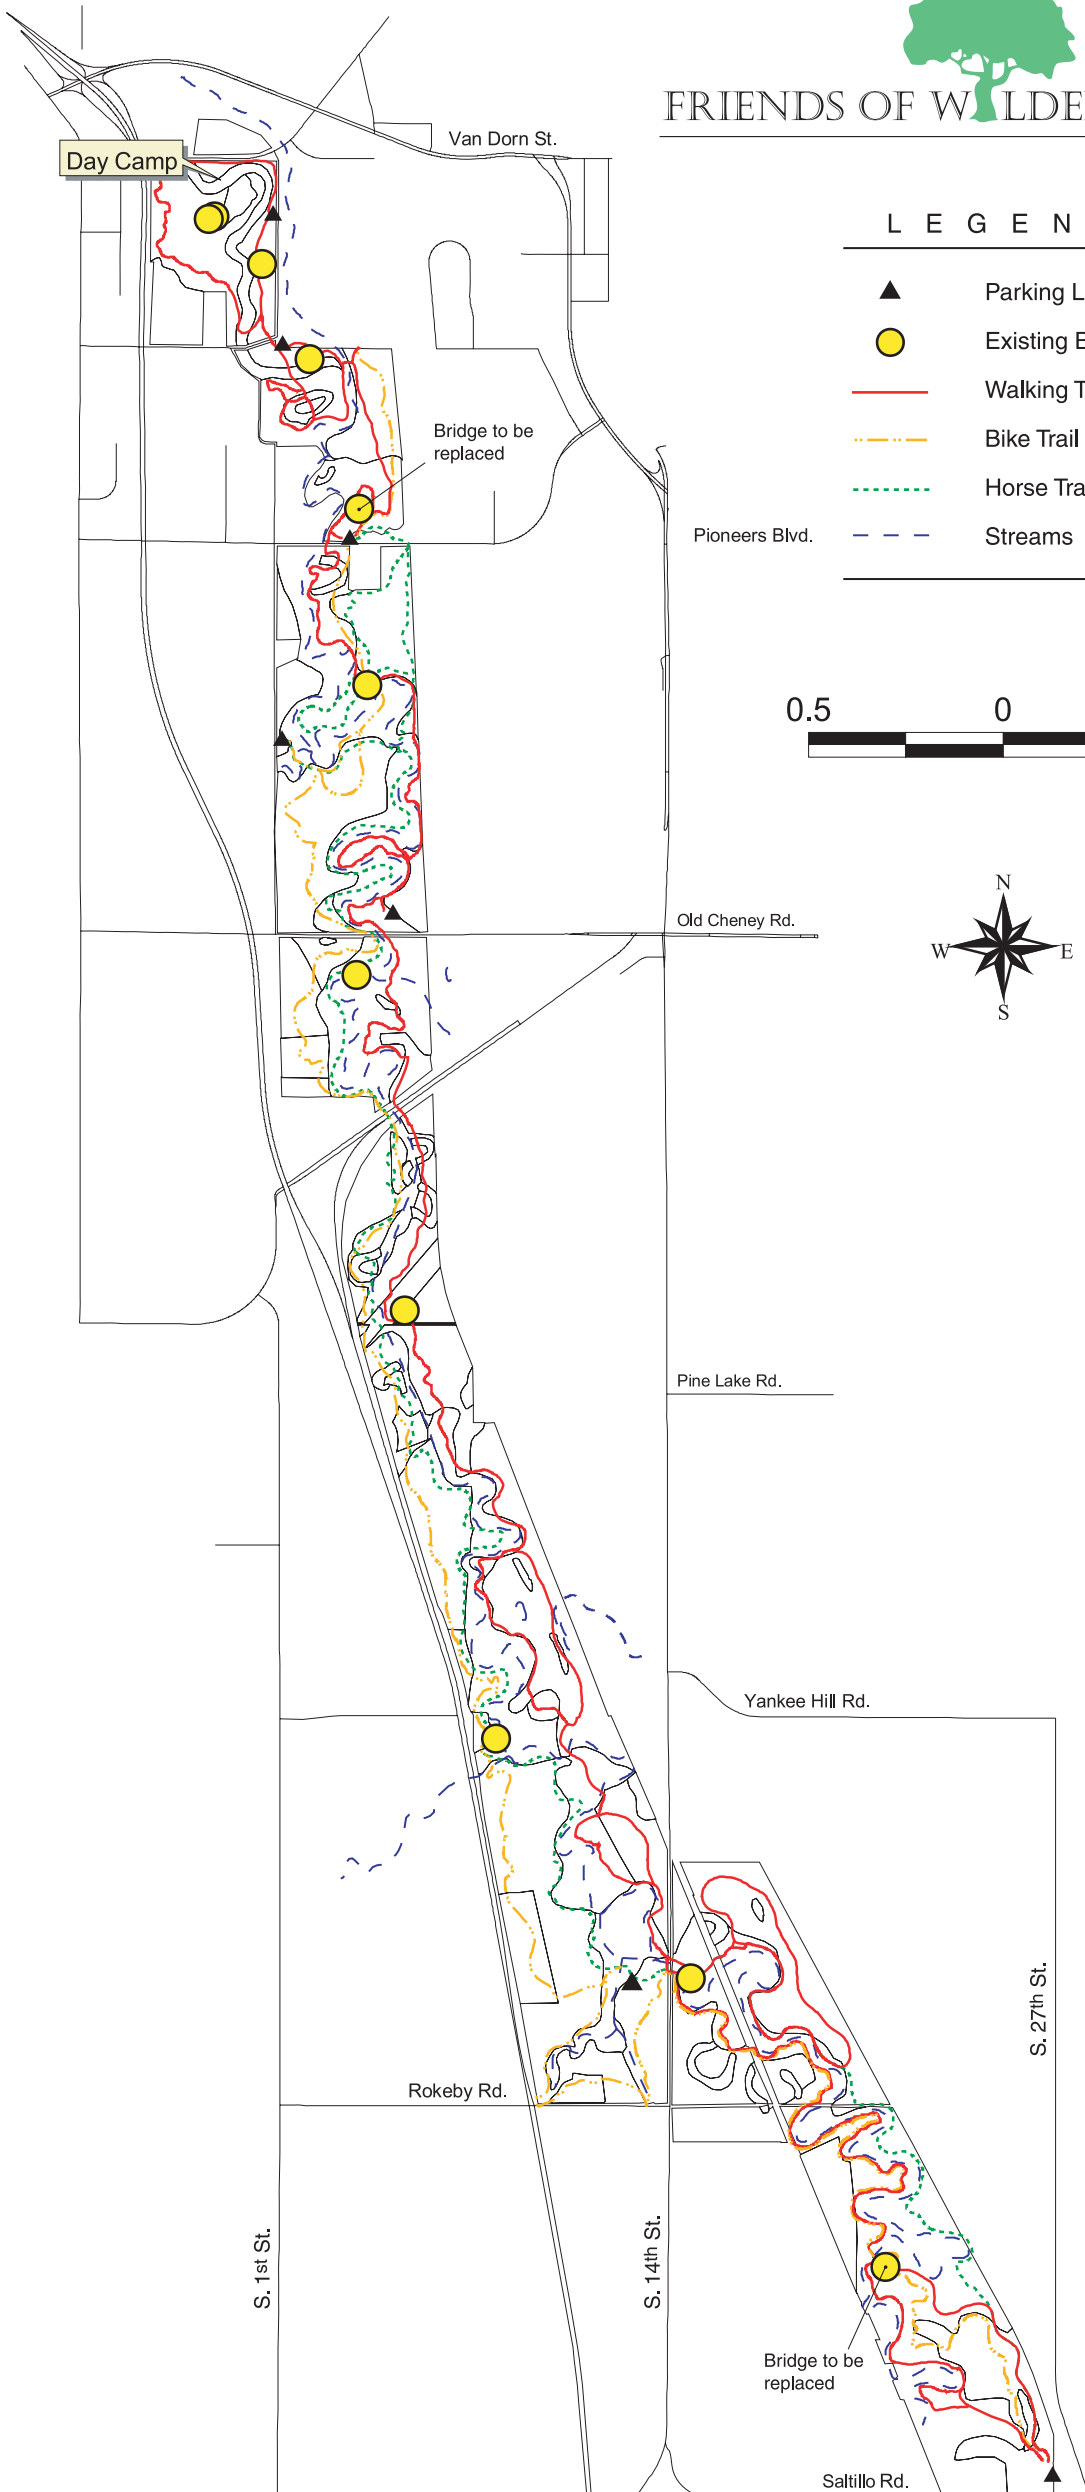 FRIENDS OF WILDE
Van Dorn St.
Day Camp
L E G E N
Parking L
Existing B
Walking T
Bike Trail
Horse Tra
Streams
Bridge to be
replaced
Pioneers Blvd.
0.5 0
N
W E
S
Old Cheney Rd.
Pine Lake Rd.
Yankee Hill Rd.
S. 27th St.
Rokeby Rd.
S. 1st St.
S. 14th St.
Bridge to be
replaced
Saltillo Rd.